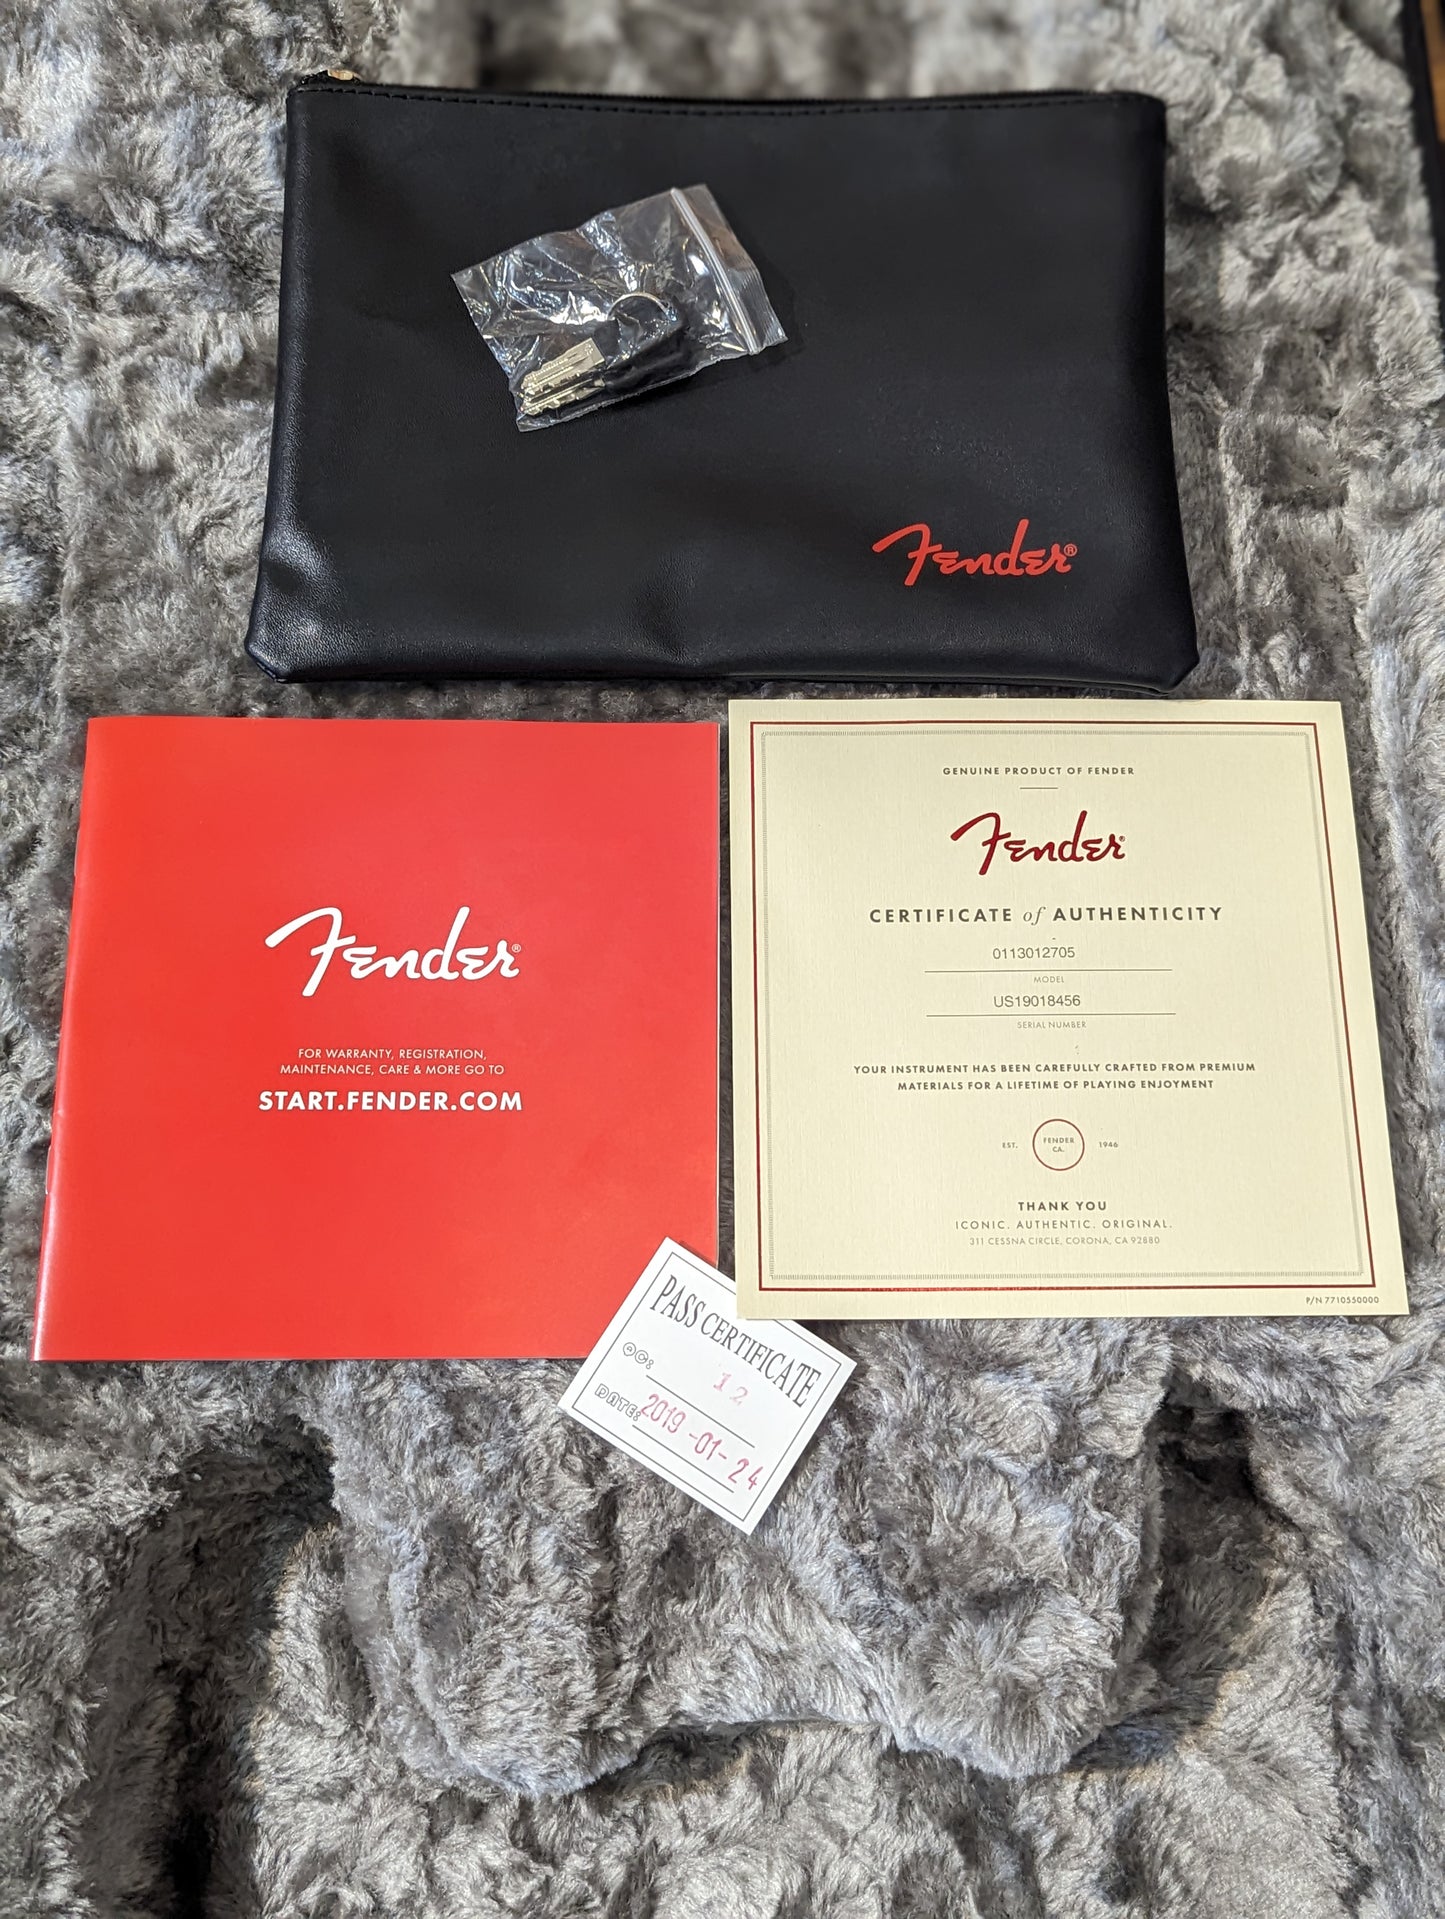 Fender®
Fender®
FOR WARRANTY, REGISTRATION,
MAINTENANCE, CARE & MORE GO TO
START.FENDER.COM
GENUINE PRODUCT OF FENDER
Fender®
CERTIFICATE of AUTHENTICITY
0113012705
MODEL
US19018456
SERIAL NUMBER
YOUR INSTRUMENT HAS BEEN CAREFULLY CRAFTED FROM PREMIUM
MATERIALS FOR A LIFETIME OF PLAYING ENJOYMENT
EST. FENDER CA. 1946
THANK YOU
ICONIC. AUTHENTIC. ORIGINAL.
311 CESSNA CIRCLE, CORONA, CA 92880
P/N 7710550000
PASS CERTIFICATE
QC: 12
DATE: 2019-01-24